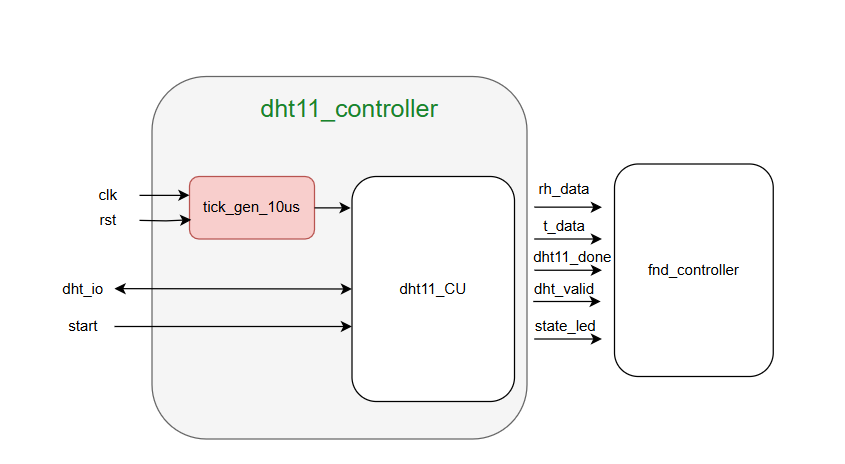 dht11_controller
clk
rst
tick_gen_10us
dht_io
start
dht11_CU
rh_data
t_data
dht11_done
dht_valid
state_led
fnd_controller